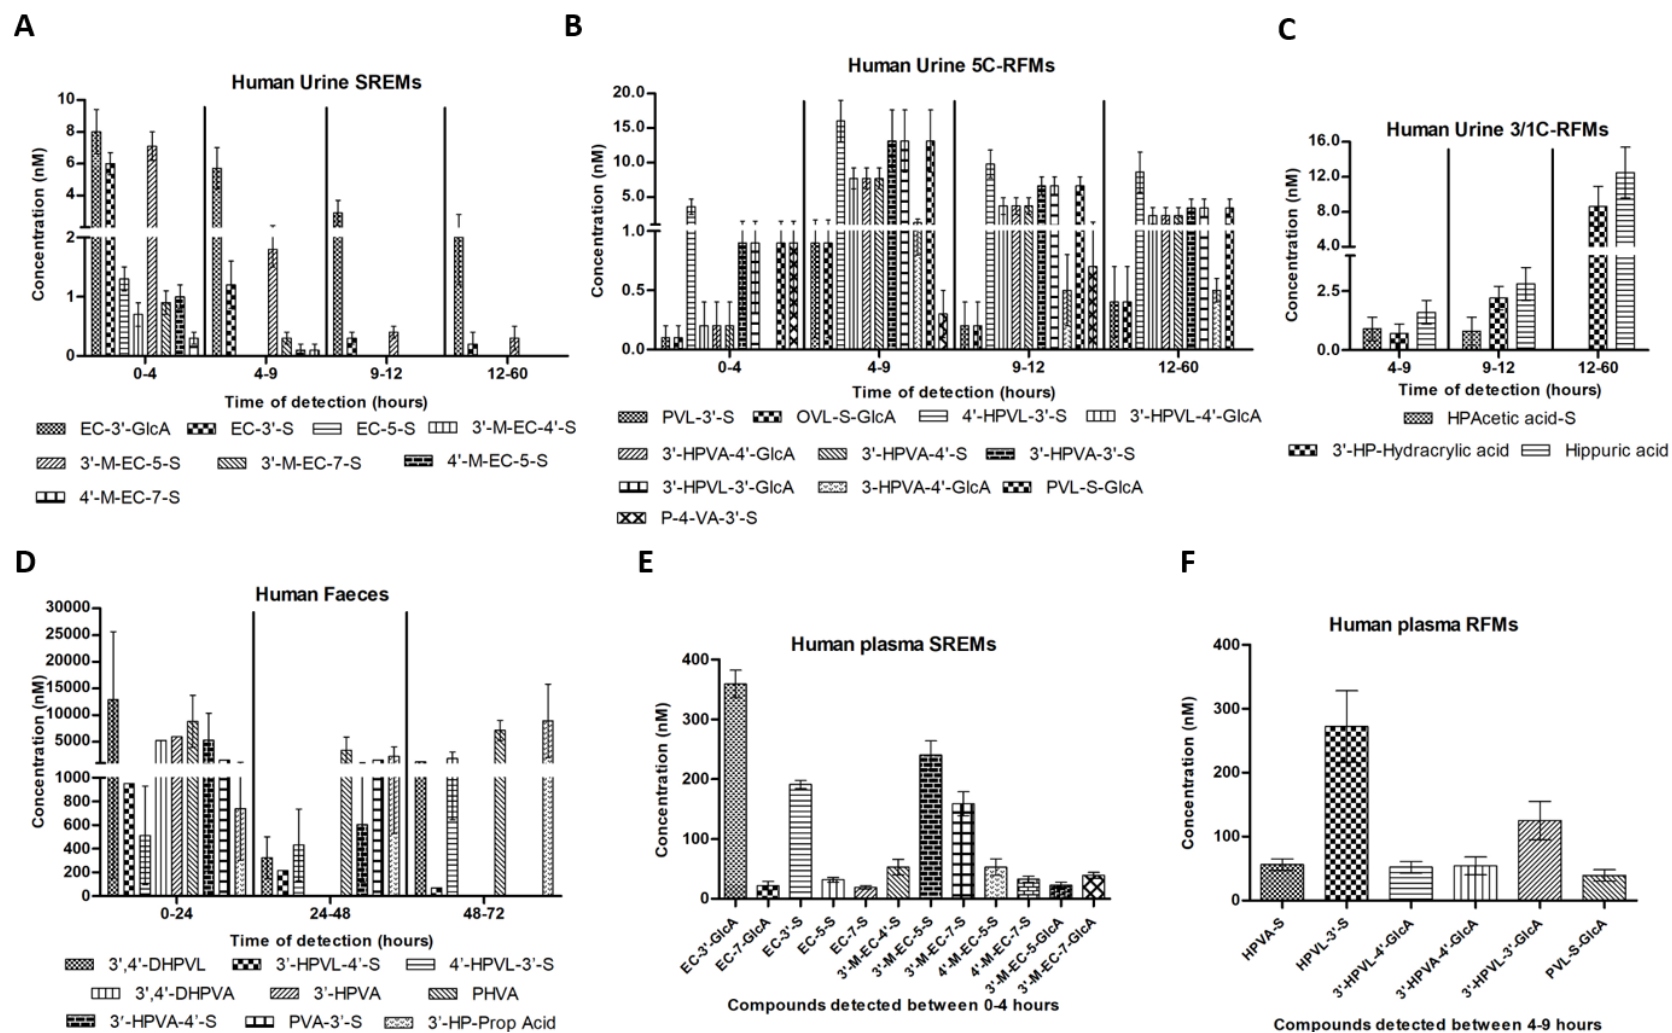 A
Human Urine SREMs
Concentration (nM)
10
8
6
4
2
1
0
0-4
4-9
9-12
12-60
Time of detection (hours)
EC-3'-GlcA
EC-3'-S
EC-5-S
3'-M-EC-4'-S
3'-M-EC-5-S
3'-M-EC-7-S
4'-M-EC-5-S
4'-M-EC-7-S
B
Human Urine 5C-RFMs
Concentration (nM)
20.0
15.0
10.0
5.0
1.0
0.5
0.0
0-4
4-9
9-12
12-60
Time of detection (hours)
PVL-3'-S
OVL-S-GlcA
4'-HPVL-3'-S
3'-HPVL-4'-GlcA
3'-HPVA-4'-GlcA
3'-HPVA-4'-S
3'-HPVA-3'-S
3'-HPVL-3'-GlcA
3-HPVA-4'-GlcA
PVL-S-GlcA
P-4-VA-3'-S
C
Human Urine 3/1C-RFMs
Concentration (nM)
16.0
12.0
8.0
4.0
2.5
0.0
4-9
9-12
12-60
Time of detection (hours)
HPAcetic acid-S
3'-HP-Hydracrylic acid
Hippuric acid
D
Human Faeces
Concentration (nM)
30000
25000
20000
15000
10000
5000
1000
800
600
400
200
0
0-24
24-48
48-72
Time of detection (hours)
3',4'-DHPVL
3'-HPVL-4'-S
4'-HPVL-3'-S
3',4'-DHPVA
3'-HPVA
PHVA
3'-HPVA-4'-S
PVA-3'-S
3'-HP-Prop Acid
E
Human plasma SREMs
Concentration (nM)
400
300
200
100
0
EC-3'-GlcA
EC-7-GlcA
EC-3'-S
EC-5-S
EC-7-S
3'-M-EC-4'-S
3'-M-EC-5-S
3'-M-EC-7-S
4'-M-EC-5-S
4'-M-EC-7-S
3'-M-EC-5-GlcA
3'-M-EC-7-GlcA
Compounds detected between 0-4 hours
F
Human plasma RFMs
Concentration (nM)
400
300
200
100
0
HPVA-S
HPVL-3'-S
3'-HPVL-4'-GlcA
3'-HPVA-4'-GlcA
3'-HPVL-3'-GlcA
PVL-S-GlcA
Compounds detected between 4-9 hours